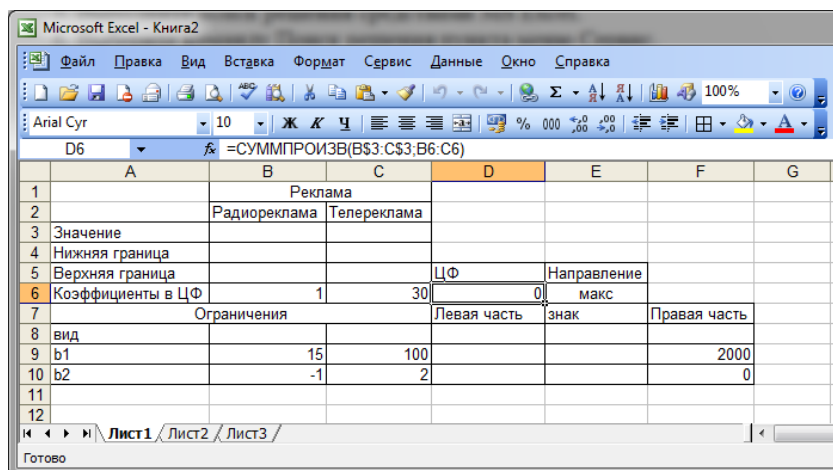 Microsoft Excel - Книга2
Файл Правка Вид Вставка Формат Сервис Данные Окно Справка
100%
Arial Cyr 10 Ж К Ч % 000
D6 fx =СУММПРОИЗВ(B$3:C$3;B6:C6)
A B C D E F G
1 Реклама
2 Радиореклама Телереклама
3 Значение
4 Нижняя граница
5 Верхняя граница ЦФ Направление
6 Коэффициенты в ЦФ 1 30 0 макс
7 Ограничения Левая часть знак Правая часть
8 вид
9 b1 15 100 2000
10 b2 -1 2 0
11
12
Лист1 Лист2 Лист3
Готово